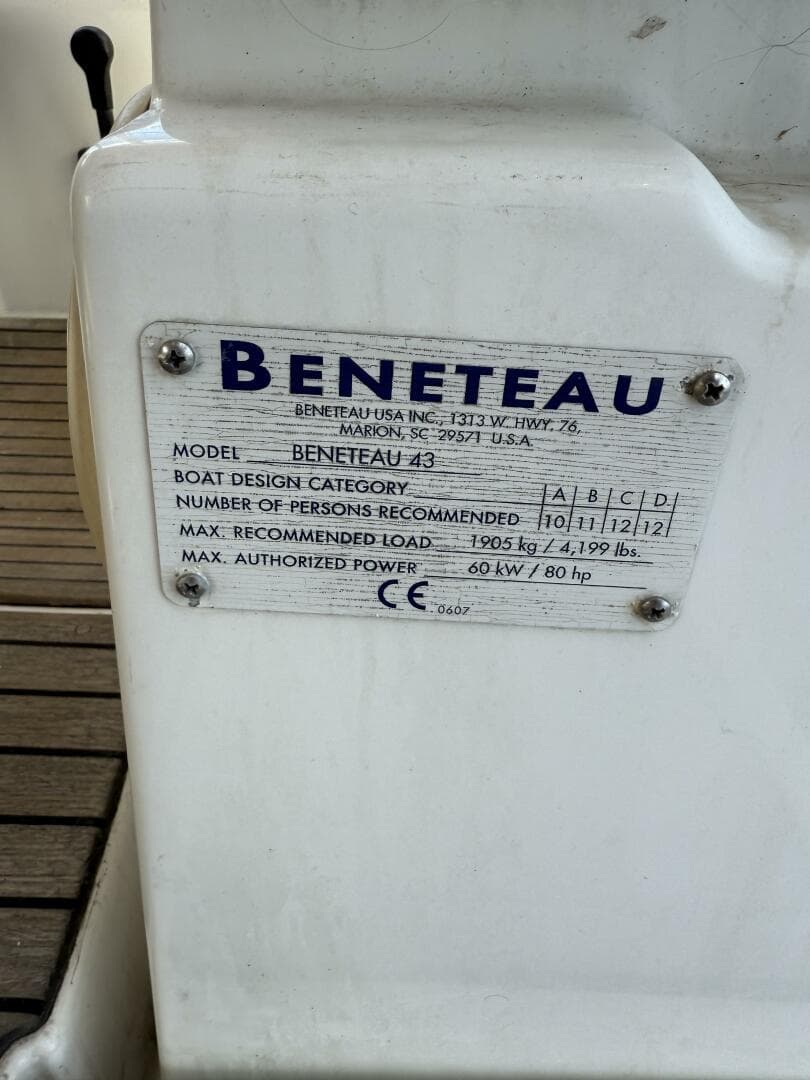 BENETEAU
BENETEAU USA INC., 1313 W. HWY. 76,
MARION, SC 29571 U.S.A.
MODEL BENETEAU 43
BOAT DESIGN CATEGORY A B C D
NUMBER OF PERSONS RECOMMENDED 10 11 12 12
MAX. RECOMMENDED LOAD 1905 kg / 4,199 lbs.
MAX. AUTHORIZED POWER 60 kW / 80 hp
CE 0607